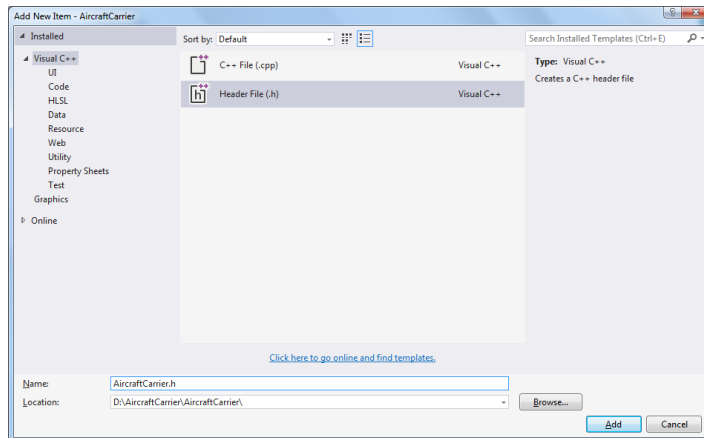 Add New Item - AircraftCarrier
Installed
Sort by: Default
Search Installed Templates (Ctrl+E)
Visual C++
UI
Code
HLSL
Data
Resource
Web
Utility
Property Sheets
Test
Graphics
Online
C++ File (.cpp) Visual C++
Header File (.h) Visual C++
Type: Visual C++
Creates a C++ header file
Click here to go online and find templates.
Name: AircraftCarrier.h
Location: D:\AircraftCarrier\AircraftCarrier\
Browse...
Add Cancel